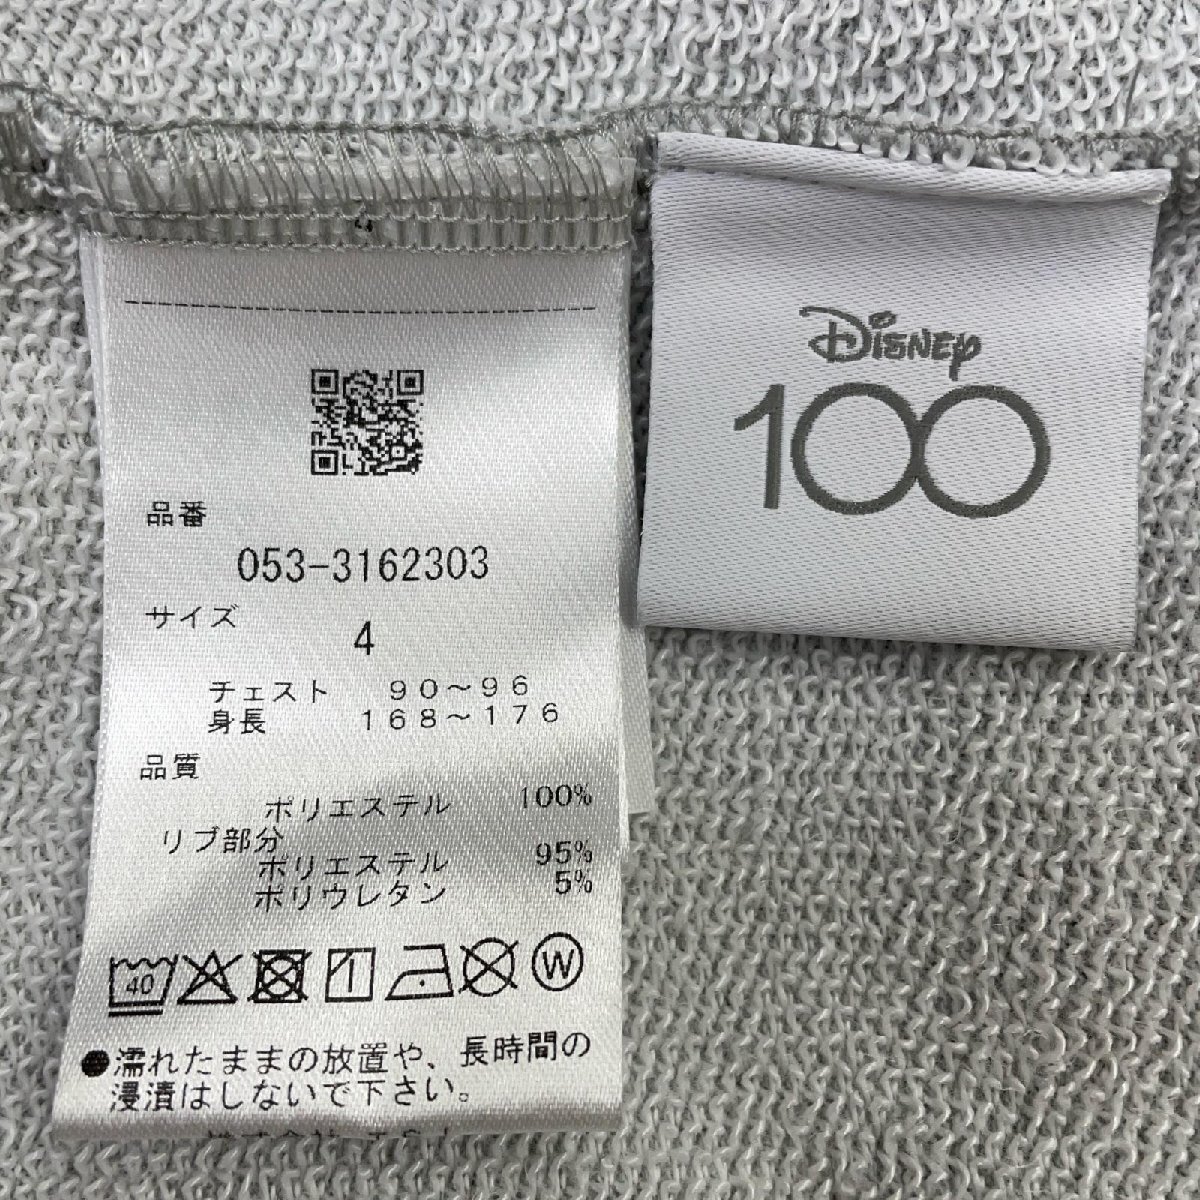 4
品番
053-3162303
サイズ
4
チェスト 90～96
身長 168～176
品質
ポリエステル 100%
リブ部分
ポリエステル 95%
ポリウレタン 5%
40
W
●濡れたままの放置や、長時間の
浸漬はしないで下さい。
Disney
100